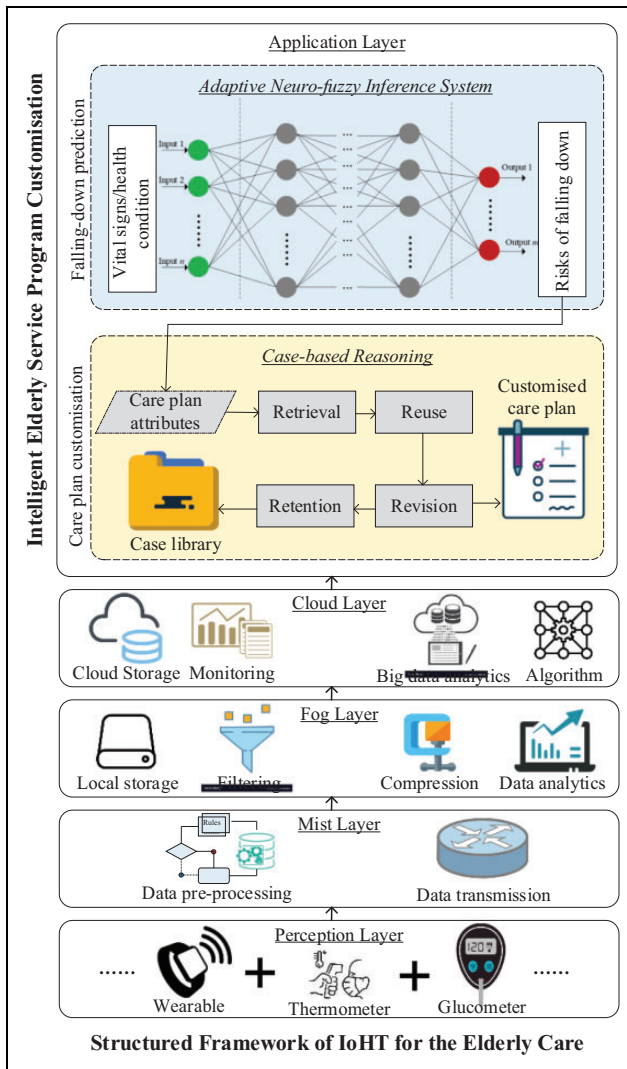 Intelligent Elderly Service Program Customisation
Application Layer
Falling-down prediction
Adaptive Neuro-fuzzy Inference System
Vital signs/health
condition
Input 1
Input 2
Input n
...
...
...
...
Output 1
Output m
Risks of falling down
Care plan customisation
Case-based Reasoning
Care plan
attributes
Retrieval
Reuse
Customised
care plan
Retention
Revision
Case library
Cloud Layer
Cloud Storage
Monitoring
Big data analytics
Algorithm
Fog Layer
Local storage
Filtering
Compression
Data analytics
Mist Layer
Rules
Data pre-processing
Data transmission
Perception Layer
......
Wearable
+
Thermometer
+
120
Glucometer
......
Structured Framework of IoHT for the Elderly Care